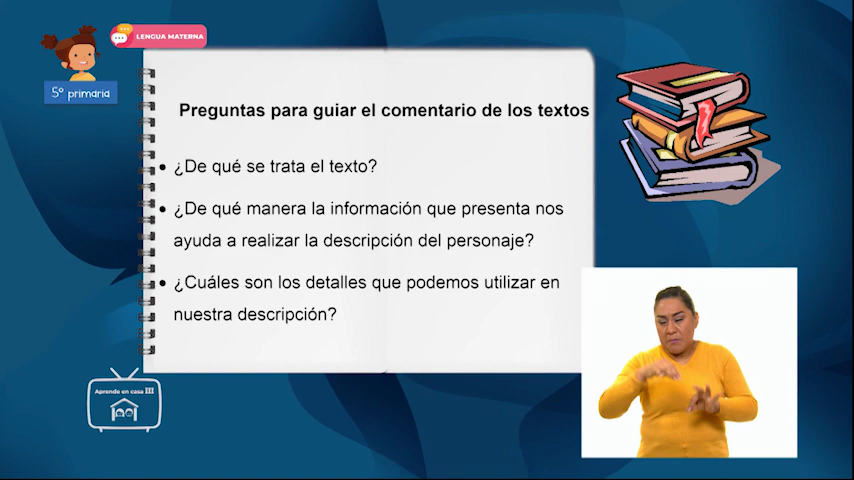 LENGUA MATERNA
5º primaria
Preguntas para guiar el comentario de los textos
• ¿De qué se trata el texto?
• ¿De qué manera la información que presenta nos
ayuda a realizar la descripción del personaje?
• ¿Cuáles son los detalles que podemos utilizar en
nuestra descripción?
Aprende en casa III